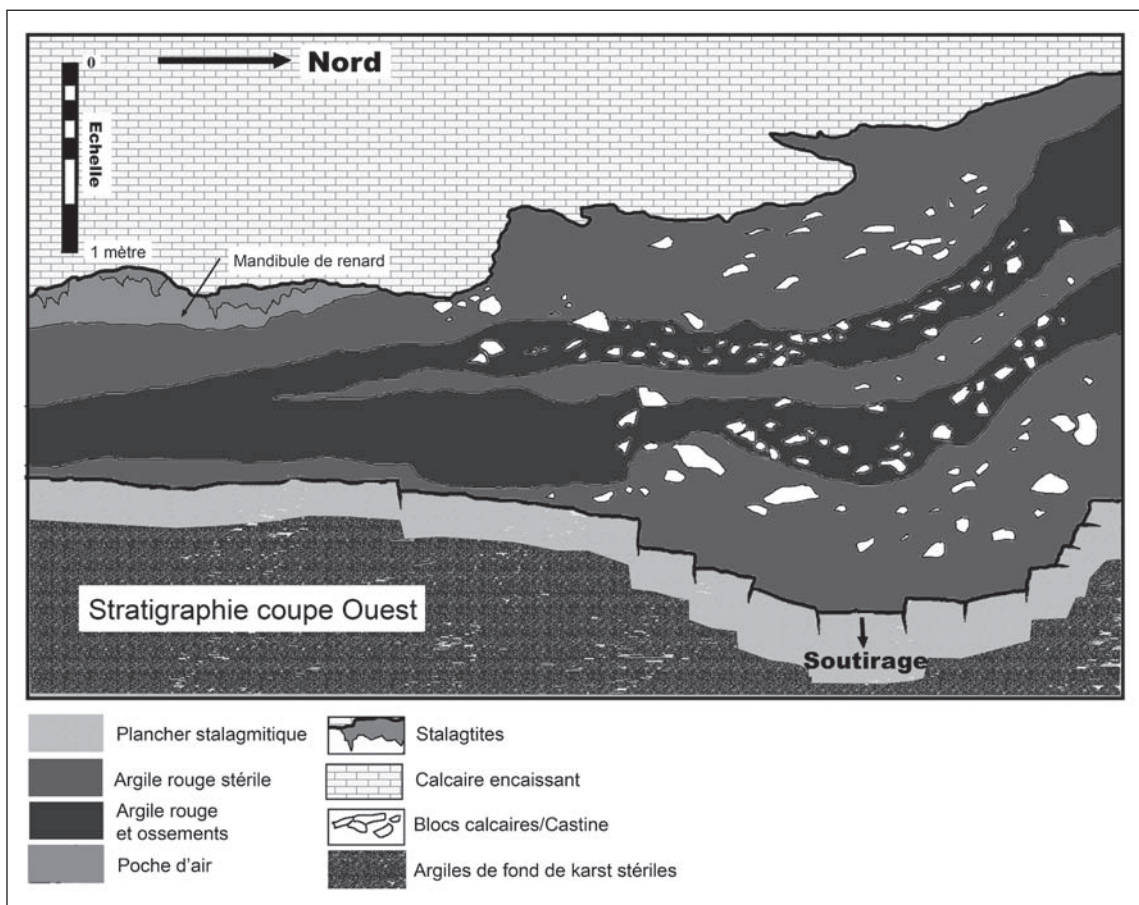 0
Nord
Echelle
1 mètre
Mandibule de renard
Stratigraphie coupe Ouest
Soutirage
Plancher stalagmitique
Argile rouge stérile
Argile rouge
et ossements
Poche d'air
Stalagtites
Calcaire encaissant
Blocs calcaires/Castine
Argiles de fond de karst stériles